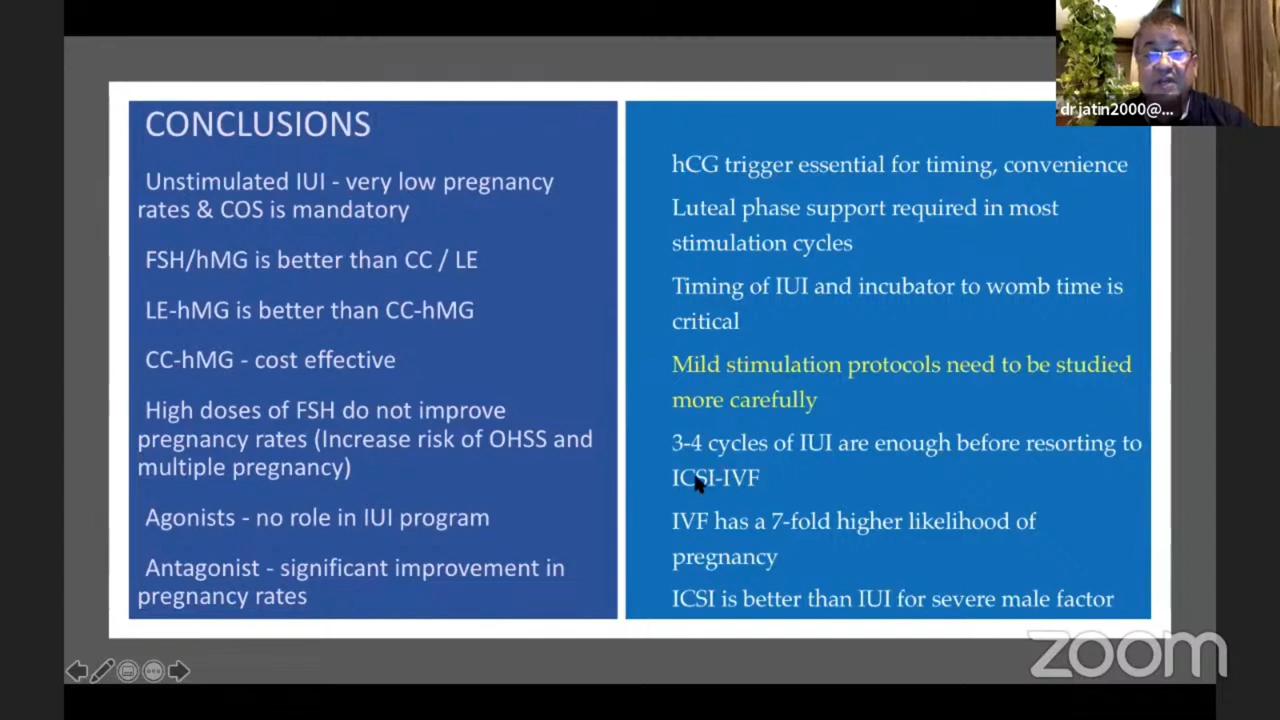 CONCLUSIONS
Unstimulated IUI - very low pregnancy
rates & COS is mandatory
FSH/hMG is better than CC / LE
LE-hMG is better than CC-hMG
CC-hMG - cost effective
High doses of FSH do not improve
pregnancy rates (Increase risk of OHSS and
multiple pregnancy)
Agonists - no role in IUI program
Antagonist - significant improvement in
pregnancy rates
hCG trigger essential for timing, convenience
Luteal phase support required in most
stimulation cycles
Timing of IUI and incubator to womb time is
critical
Mild stimulation protocols need to be studied
more carefully
3-4 cycles of IUI are enough before resorting to
ICSI-IVF
IVF has a 7-fold higher likelihood of
pregnancy
ICSI is better than IUI for severe male factor
drjatin2000@...
zoom